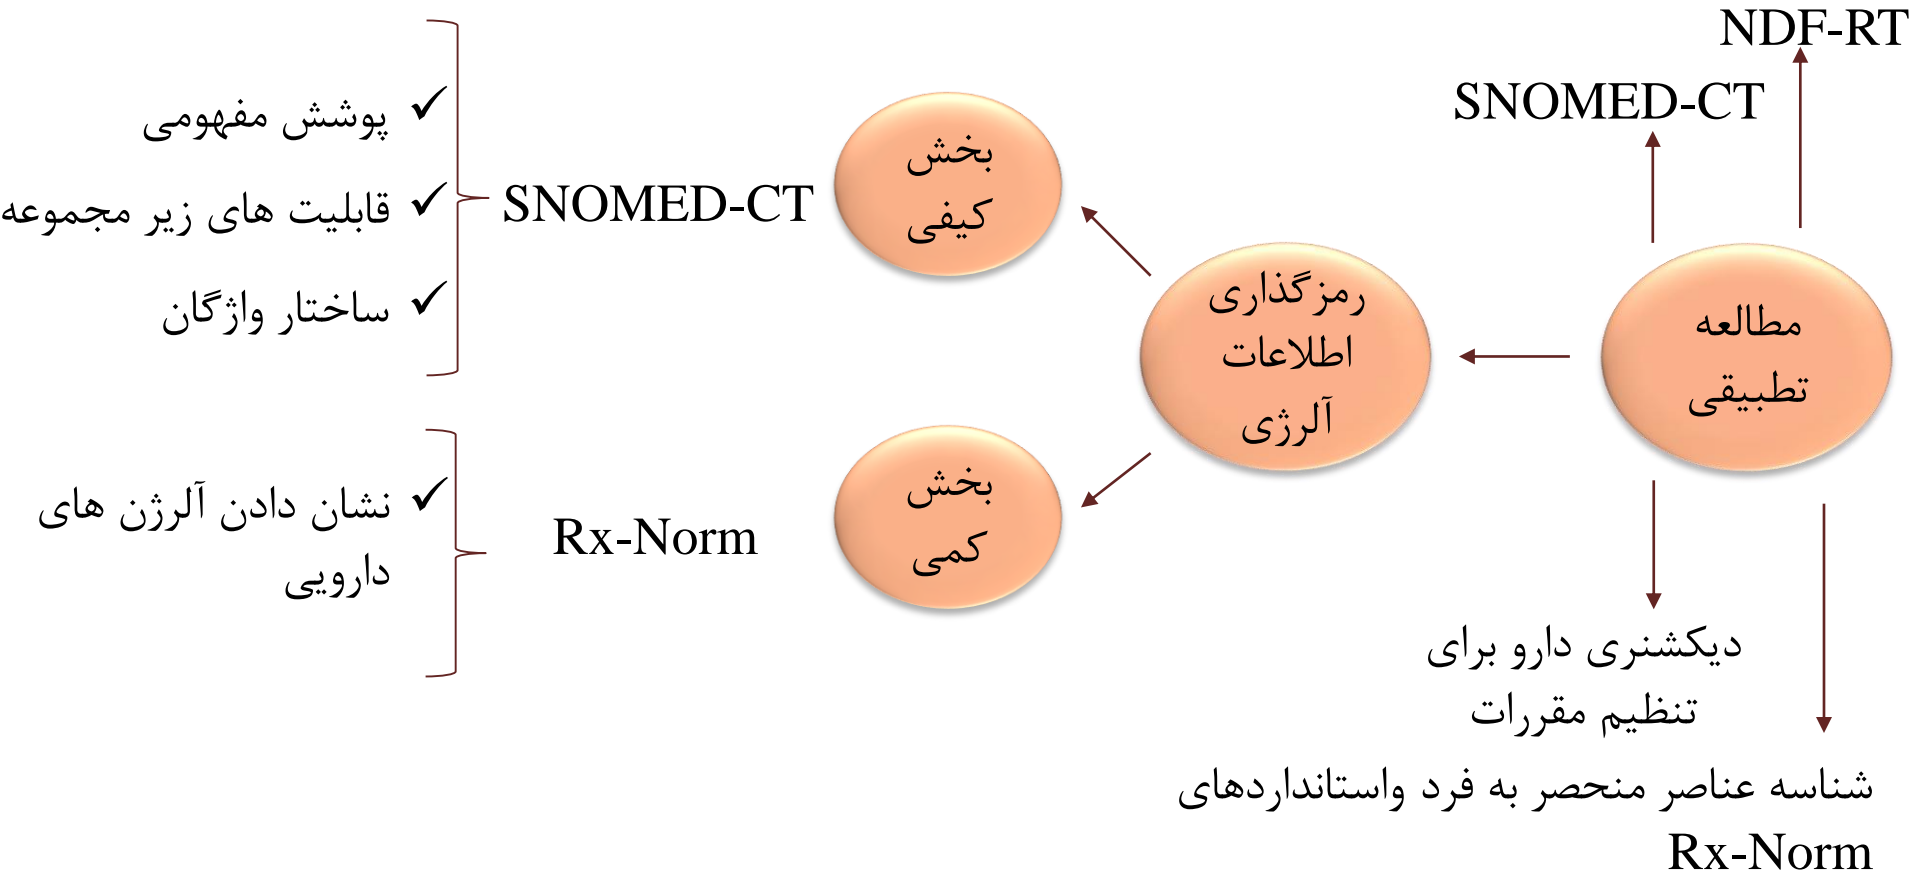 NDF-RT
SNOMED-CT
مطالعه
تطبیقی
دیکشنری دارو برای
تنظیم مقررات
شناسه عناصر منحصر به فرد واستانداردهای
Rx-Norm
رمزگذاری
اطلاعات
آلرژی
بخش
کیفی
SNOMED-CT
✓ پوشش مفهومی
✓ قابلیت های زیر مجموعه
✓ ساختار واژگان
بخش
کمی
Rx-Norm
✓ نشان دادن آلرژن های
دارویی